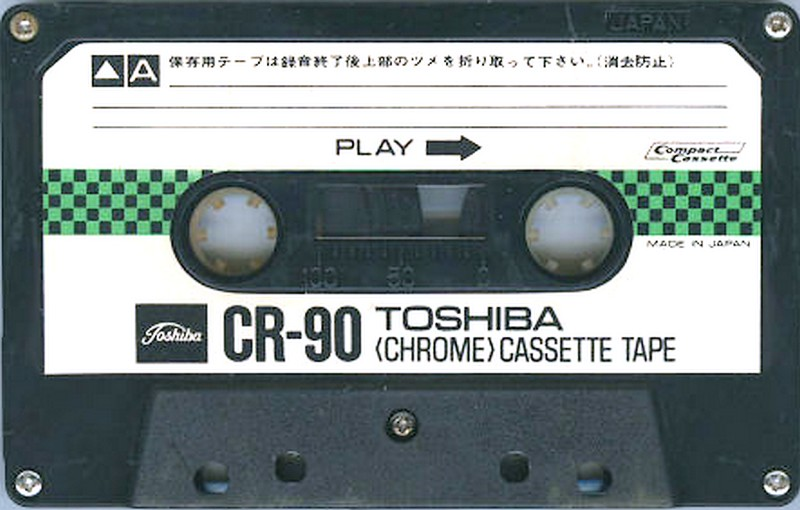 JAPAN
▲A 保存用テープは録音終了後上部のツメを折り取って下さい。(消去防止)
PLAY
Compact Cassette
100 50 0
MADE IN JAPAN
Toshiba CR-90 TOSHIBA
〈CHROME〉CASSETTE TAPE